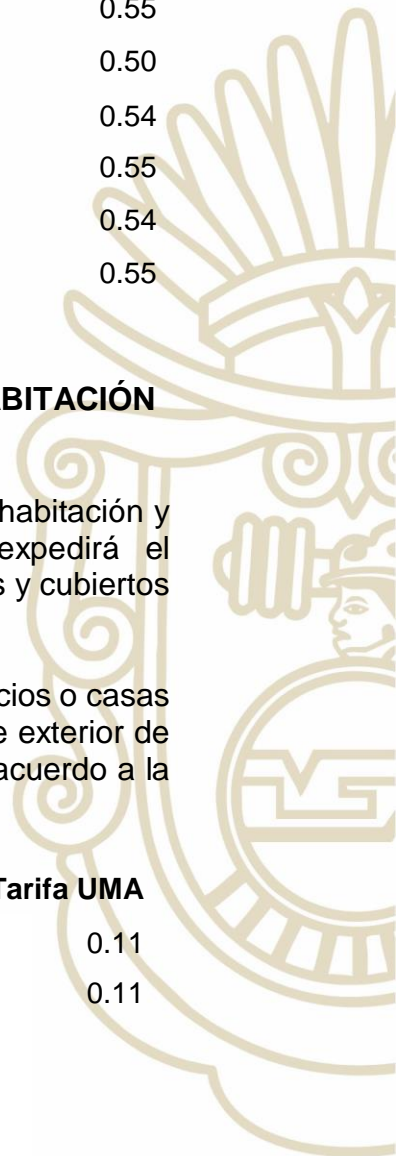 0.55
0.50
0.54
0.55
0.54
0.55
HABITACIÓN
habitación y
expedirá el
s y cubiertos
cios o casas
e exterior de
acuerdo a la
Tarifa UMA
0.11
0.11